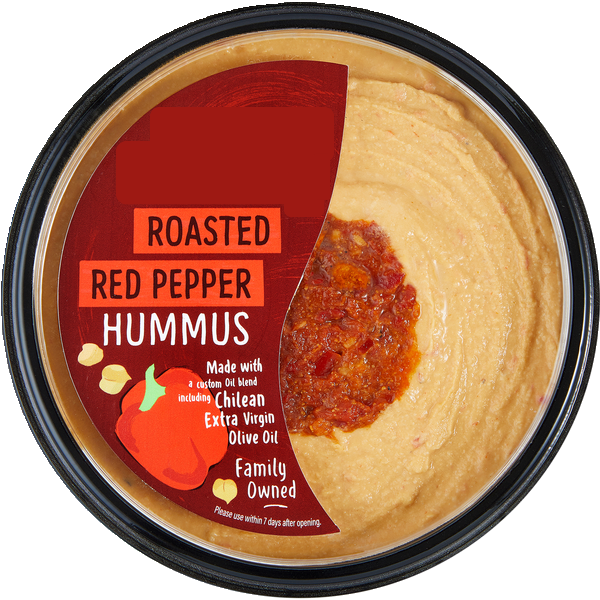 ROASTED
RED PEPPER
HUMMUS
Made with
a custom Oil blend
including Chilean
Extra Virgin
Olive Oil
Family
Owned
Please use within 7 days after opening.